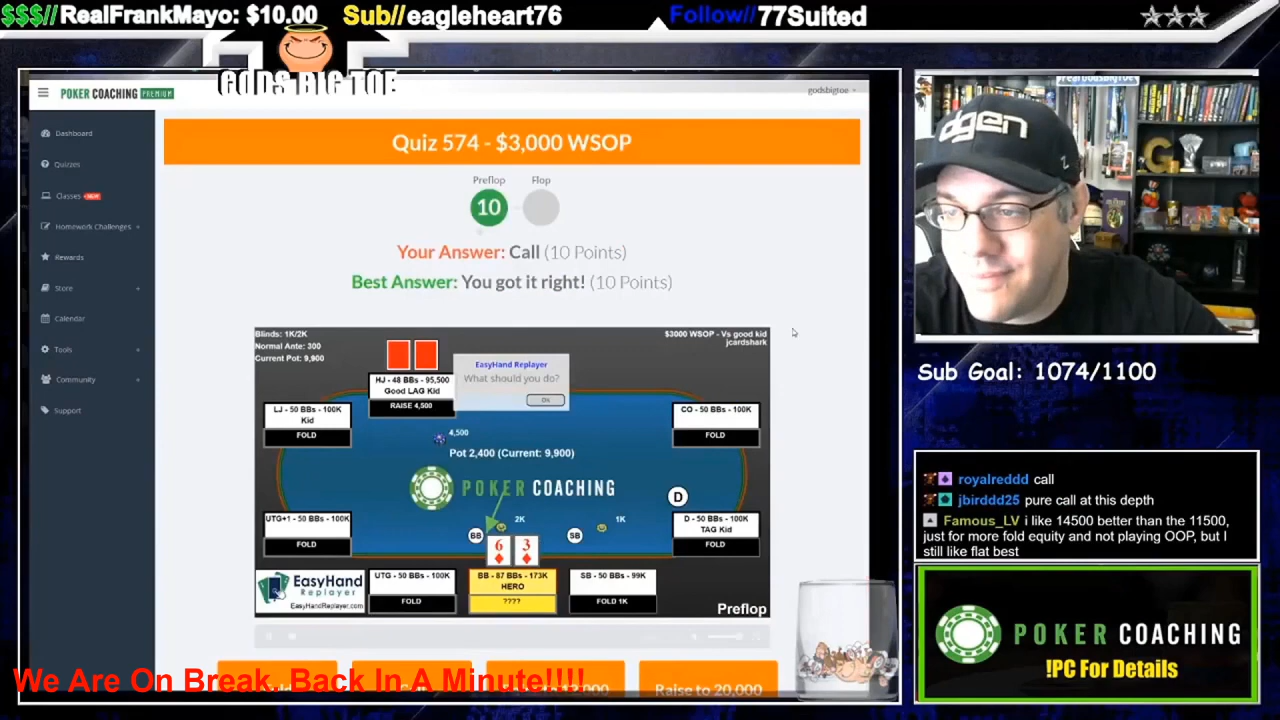 $$$// RealFrankMayo: $10.00
Sub// eagleheart76
Follow// 77Suited
GODS BIG TOE
POKER COACHING PREMIUM
godsbigtoe
Dashboard
Quizzes
Classes NEW
Homework Challenges
Rewards
Store
Calendar
Tools
Community
Support
Quiz 574 - $3,000 WSOP
Preflop
Flop
10
Your Answer: Call (10 Points)
Best Answer: You got it right! (10 Points)
Blinds: 1K/2K
Normal Ante: 300
Current Pot: 9,900
$3000 WSOP - Vs good kid
jcardshark
EasyHand Replayer
What should you do?
HJ - 48 BBs - 95,500
Good LAG Kid
RAISE 4,500
LJ - 50 BBs - 100K
Kid
FOLD
CO - 50 BBs - 100K
FOLD
4,500
Pot 2,400 (Current: 9,900)
POKER COACHING
D
UTG+1 - 50 BBs - 100K
FOLD
BB
2K
SB
1K
D - 50 BBs - 100K
TAG Kid
FOLD
6 3
EasyHand
Replayer
EasyHandReplayer.com
UTG - 50 BBs - 100K
FOLD
BB - 87 BBs - 173K
HERO
????
SB - 50 BBs - 99K
FOLD 1K
Preflop
Raise to 20,000
We Are On Break, Back In A Minute!!!!
dgen
Sub Goal: 1074/1100
royalreddd call
jbirddd25 pure call at this depth
Famous_LV i like 14500 better than the 11500,
just for more fold equity and not playing OOP, but I
still like flat best
POKER COACHING
!PC For Details